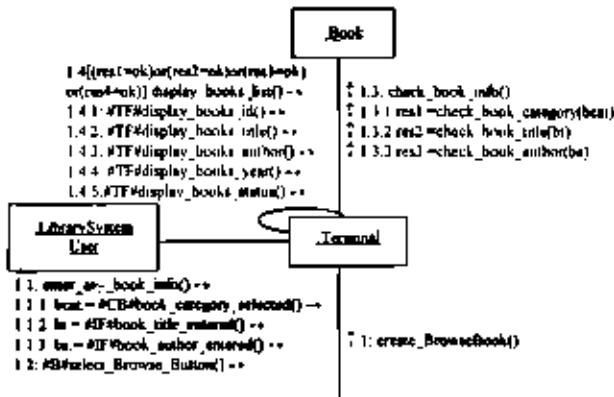 :Book
1.4[(res1=ok)or(res2=ok)or(res3=ok)
or(res4=ok)] display_books_list() →
1.4.1: #TF#display_books_id() →
1.4.2: #TF#display_books_title() →
1.4.3: #TF#display_books_author() →
1.4.4: #TF#display_books_year() →
1.4.5: #TF#display_books_status() →
↑ 1.3: check_book_info()
↑ 1.3.1 res1 =check_book_category(bcat)
↑ 1.3.2 res2 =check_book_title(bt)
↑ 1.3.3 res3 =check_book_author(ba)
:LibrarySystem
User
:Terminal
1.1: book_info() →
1.1.1 bcat = #CB#book_category_selected() →
1.1.2 bt = #IF#book_title_entered() →
1.1.3 ba = #IF#book_author_entered() →
1.2: #B#select_Browse_Button() →
↑ 1: create_BrowseBook()